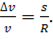 Δv/v = s/R.